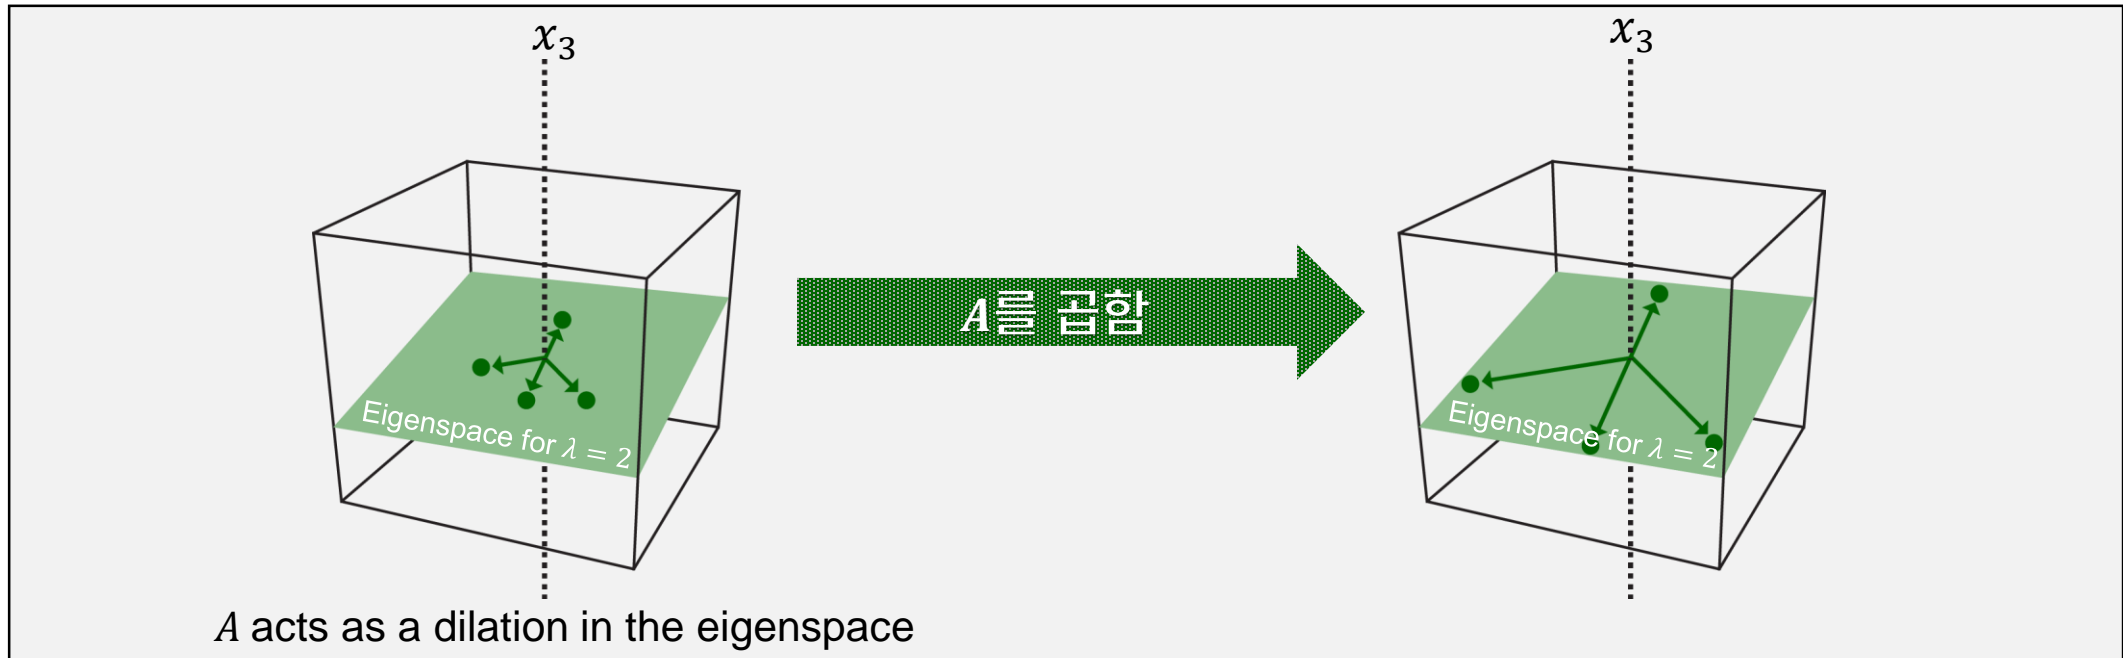 x₃
x₃
A를 곱함
Eigenspace for λ = 2
Eigenspace for λ = 2
A acts as a dilation in the eigenspace